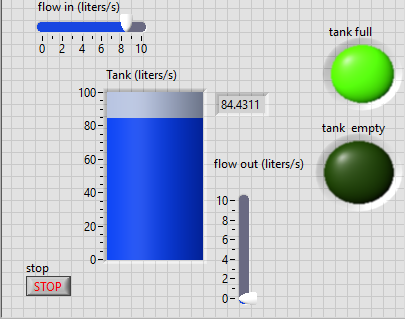 flow in (liters/s)
0 2 4 6 8 10
tank full
Tank (liters/s)
100
80
60
40
20
0
84.4311
tank empty
flow out (liters/s)
10
8
6
4
2
0
stop
STOP